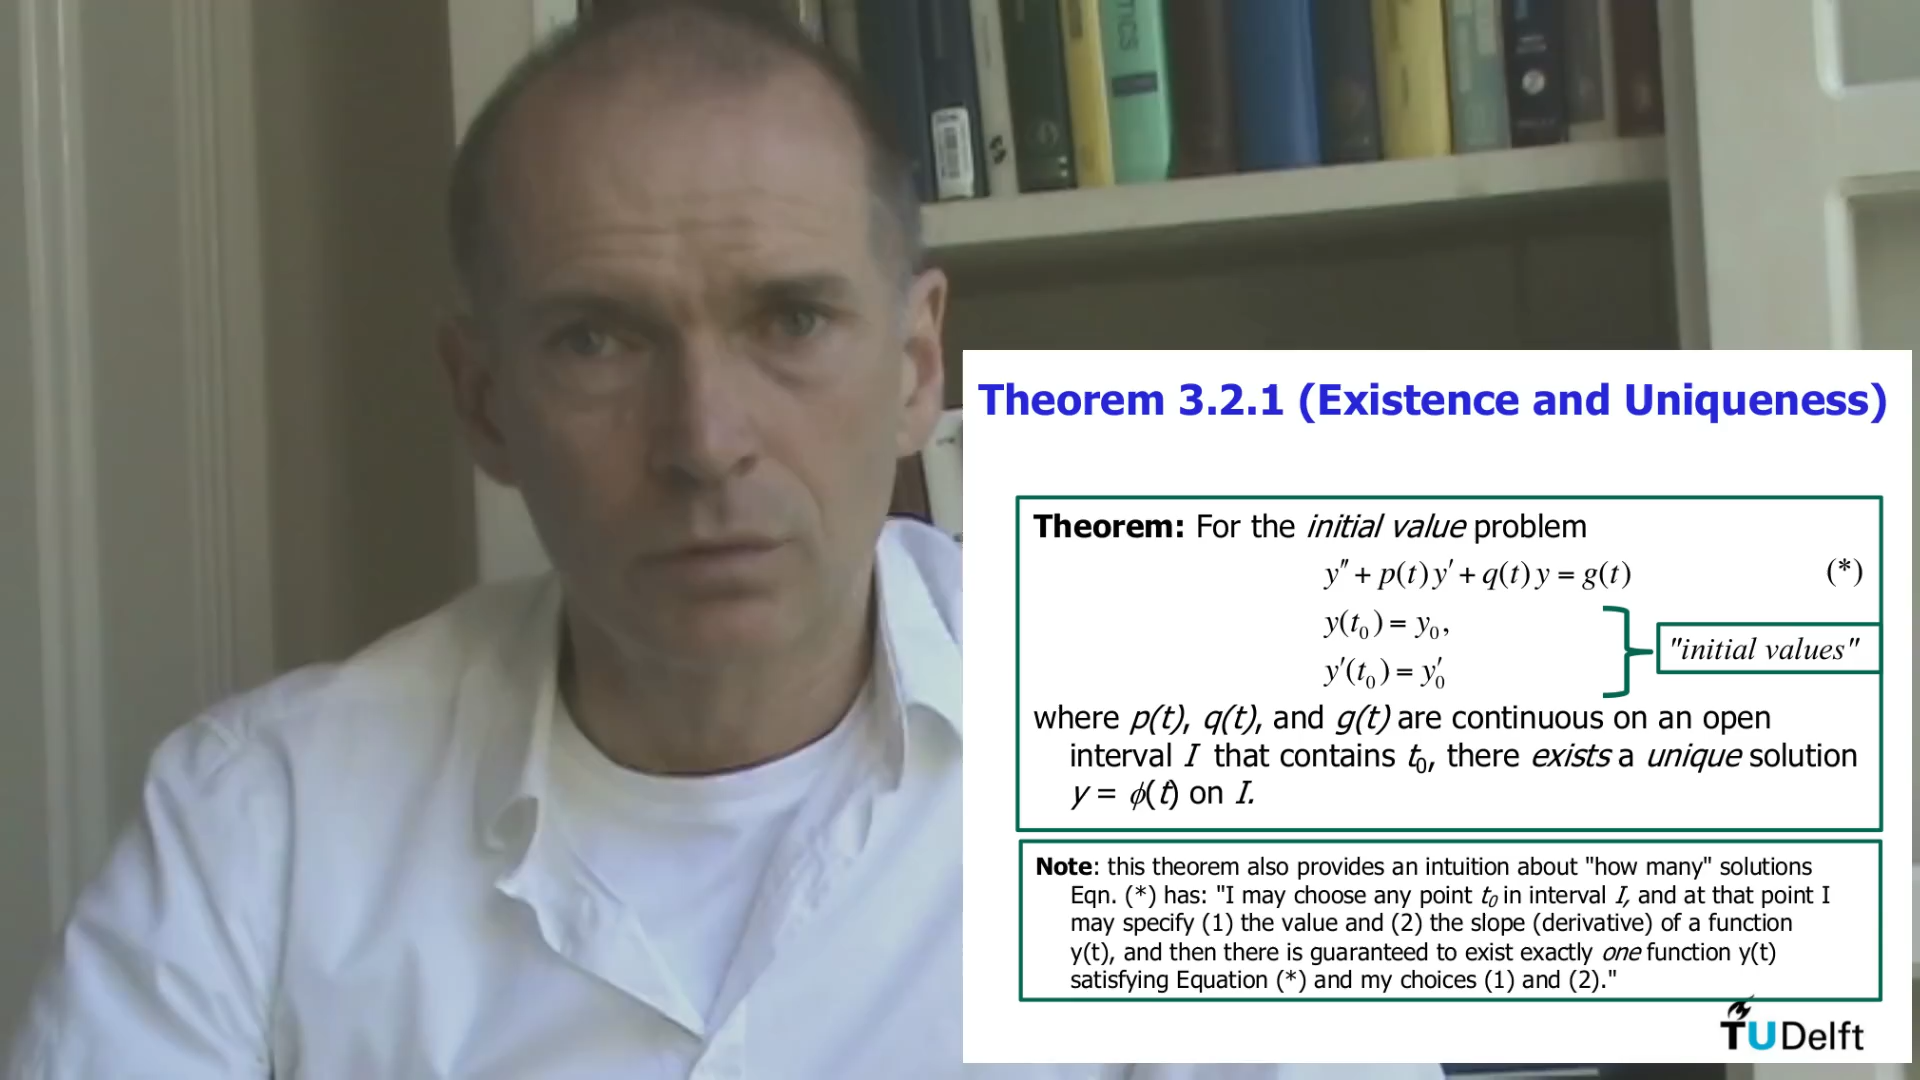 Theorem 3.2.1 (Existence and Uniqueness)
Theorem: For the initial value problem
y″ + p(t)y′ + q(t)y = g(t) (*)
y(t₀) = y₀,
y′(t₀) = y′₀
"initial values"
where p(t), q(t), and g(t) are continuous on an open
interval I that contains t₀, there exists a unique solution
y = ϕ(t) on I.
Note: this theorem also provides an intuition about "how many" solutions
Eqn. (*) has: "I may choose any point t₀ in interval I, and at that point I
may specify (1) the value and (2) the slope (derivative) of a function
y(t), and then there is guaranteed to exist exactly one function y(t)
satisfying Equation (*) and my choices (1) and (2)."
TUDelft